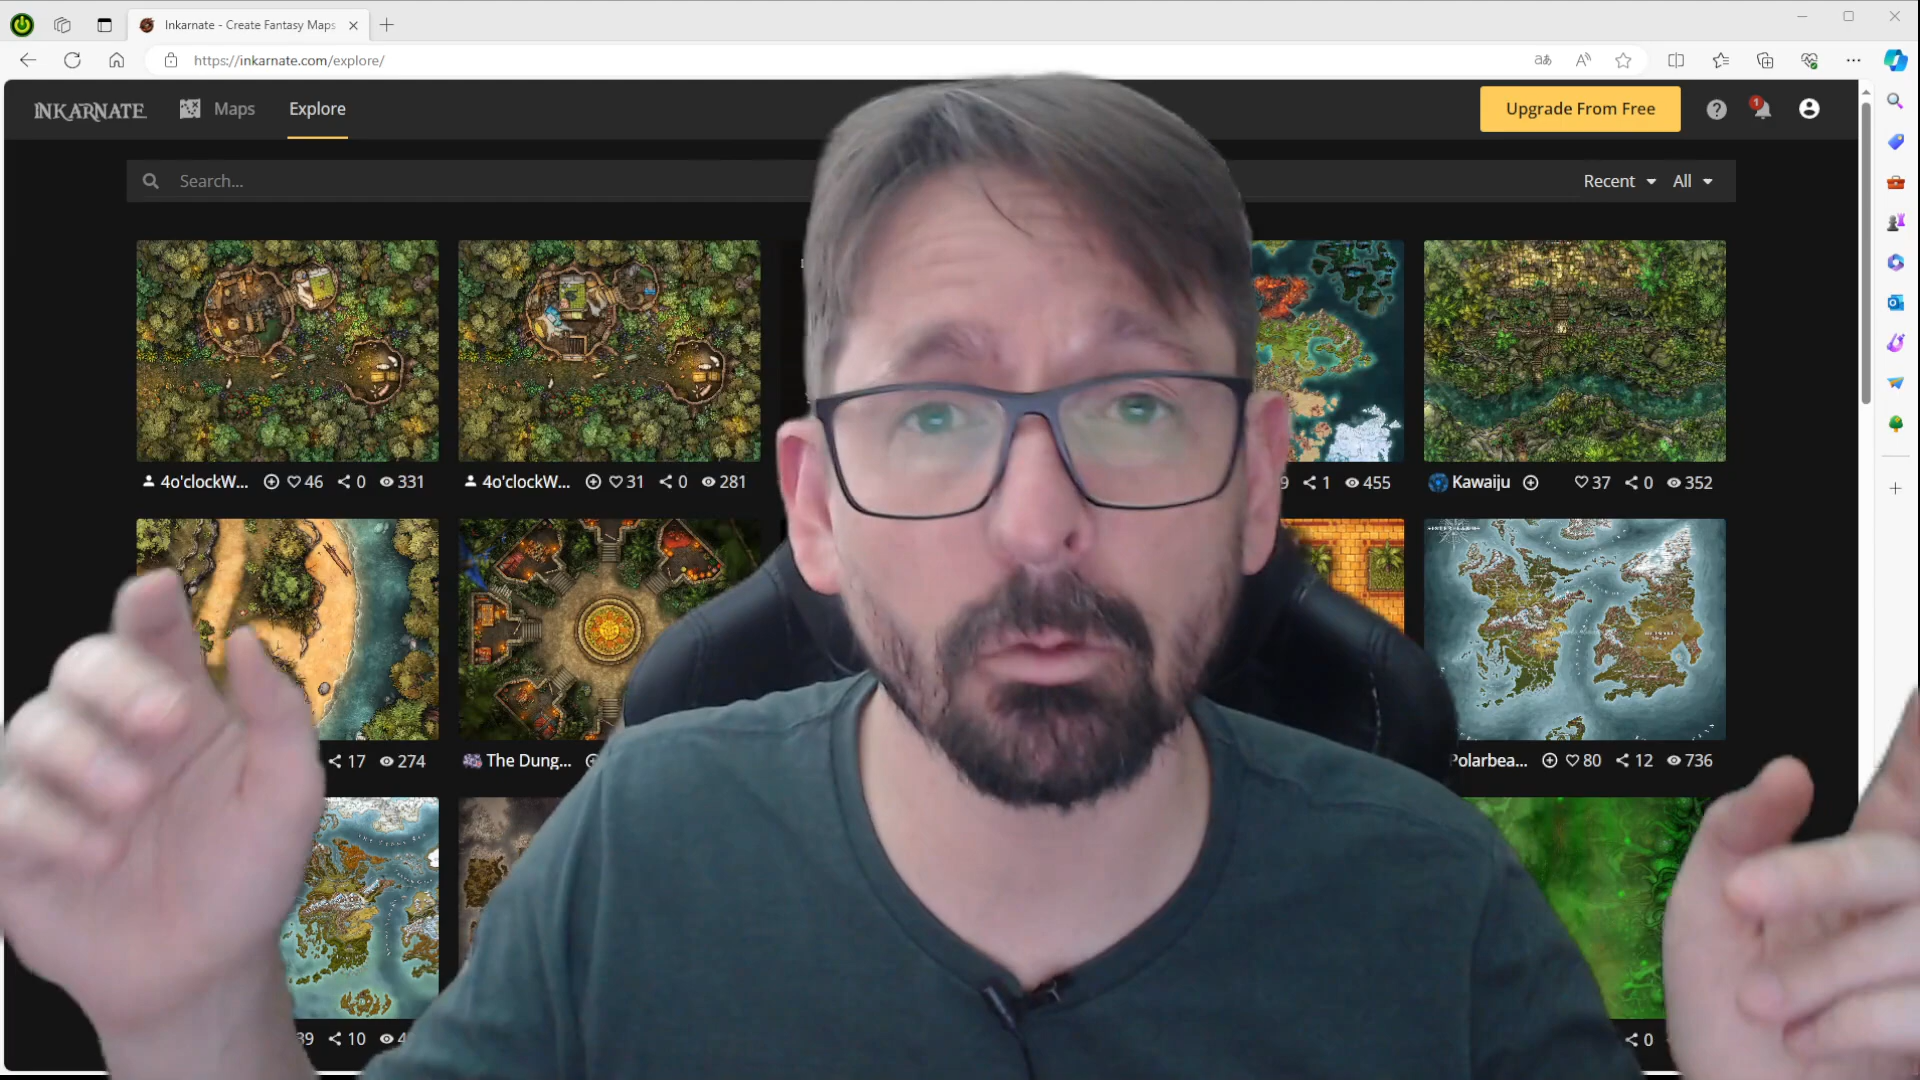 Inkarnate - Create Fantasy Maps
https://inkarnate.com/explore/
INKARNATE Maps Explore Upgrade From Free
1
Search... Recent All
4o'clockW... 46 0 331
4o'clockW... 31 0 281
1 455
Kawaiju 37 0 352
17 274
The Dung...
Polarbea... 80 12 736
10
0